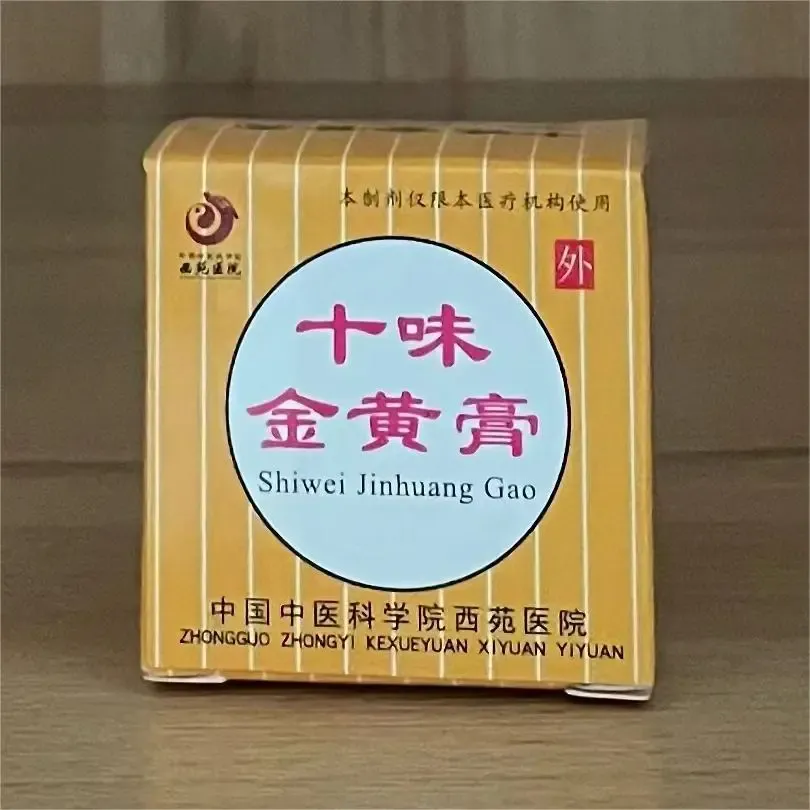 本制剂仅限本医疗机构使用
外
西苑医院
十味
金黄膏
Shiwei Jinhuang Gao
中国中医科学院西苑医院
ZHONGGUO ZHONGYI KEXUEYUAN XIYUAN YIYUAN